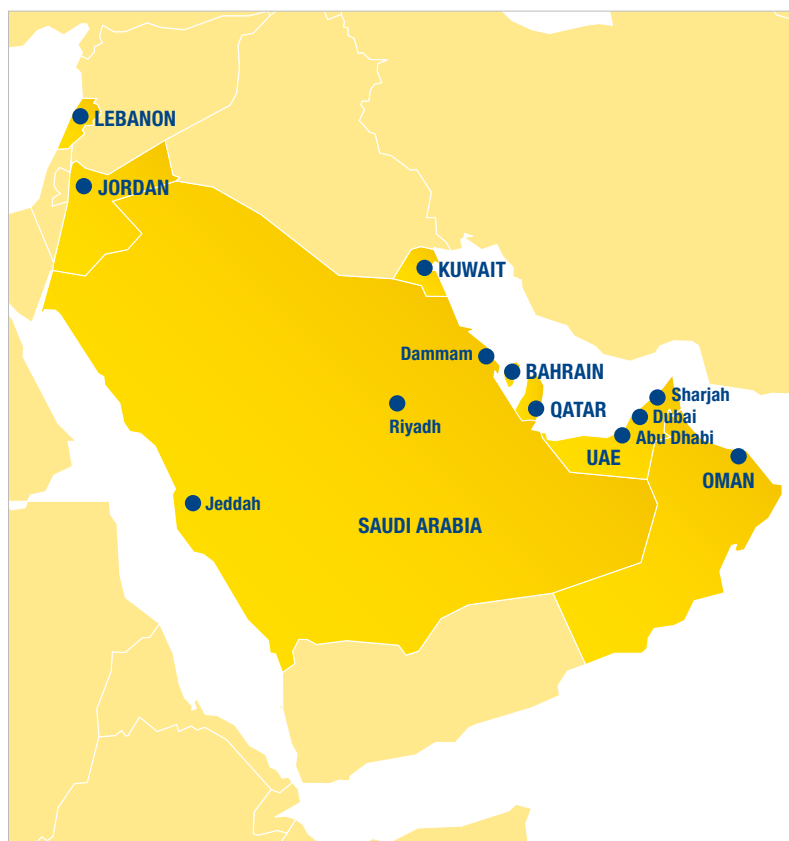 LEBANON
JORDAN
KUWAIT
Dammam
BAHRAIN
QATAR
Sharjah
Dubai
Abu Dhabi
UAE
OMAN
Riyadh
Jeddah
SAUDI ARABIA